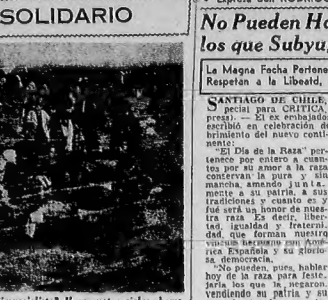 SOLIDARIO
No Pueden Ha
los que Subyu
La Magna Fecha Pertene
Respetan a la Libeatd,
SANTIAGO DE CHILE,
pecial para CRITICA,
press). — El ex embajado
escribió en celebración d
brimiento del nuevo conti-
nente:
"El Día de la Raza" per-
tenece por entero a cuan-
tos por su amor a la raza
conservan la pura y sin
mancha, amando junta-
mente a su patria, a sus
tradiciones y cuanto es y
fué será un honor de nues-
tra raza Es decir, liber-
tad, igualdad y fraterni-
dad, que forman nuestro
hermano con Amé-
rica Española y su glorio-
sa democracia.
"No pueden, pues, hablar
hoy de la raza para feste-
jarla los que la negaron,
vendiendo su patria y su